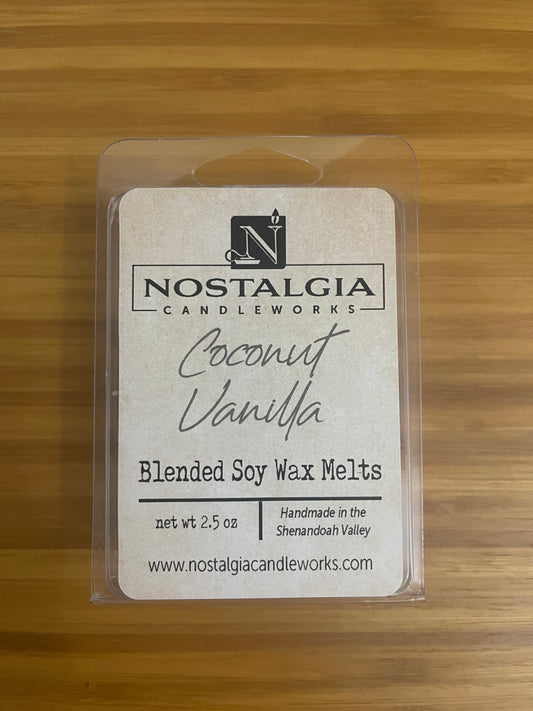 N
NOSTALGIA
CANDLEWORKS
Coconut
Vanilla
Blended Soy Wax Melts
net wt 2.5 oz
Handmade in the
Shenandoah Valley
www.nostalgiacandleworks.com